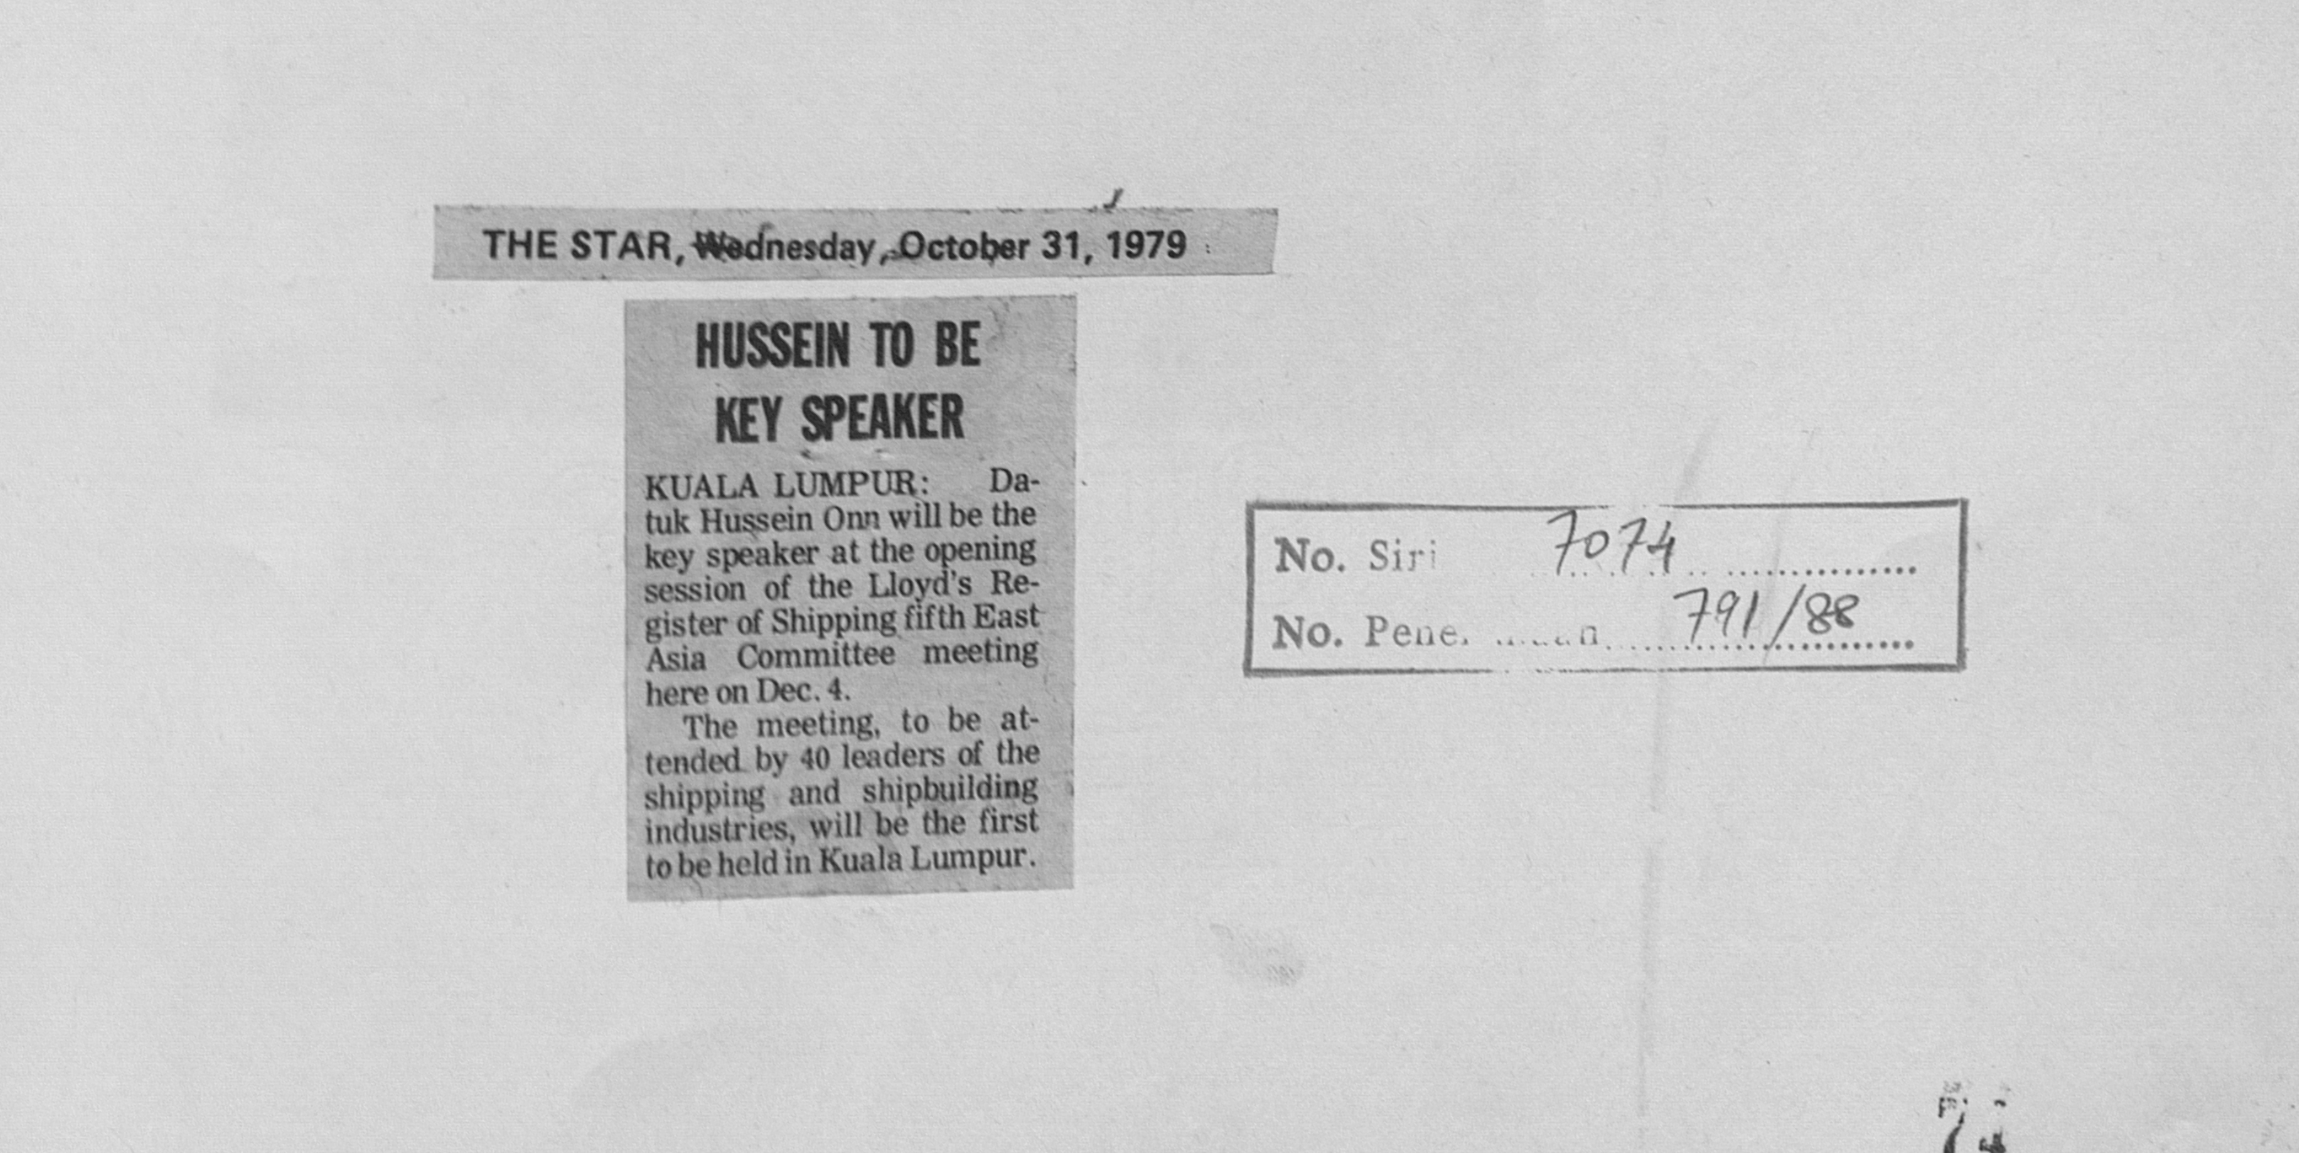 THE STAR, Wednesday, October 31, 1979
HUSSEIN TO BE
KEY SPEAKER
KUALA LUMPUR: Da-
tuk Hussein Onn will be the
key speaker at the opening
session of the Lloyd's Re-
gister of Shipping fifth East
Asia Committee meeting
here on Dec. 4.
The meeting, to be at-
tended by 40 leaders of the
shipping and shipbuilding
industries, will be the first
to be held in Kuala Lumpur.
No. Siri 7074
No. 791/88